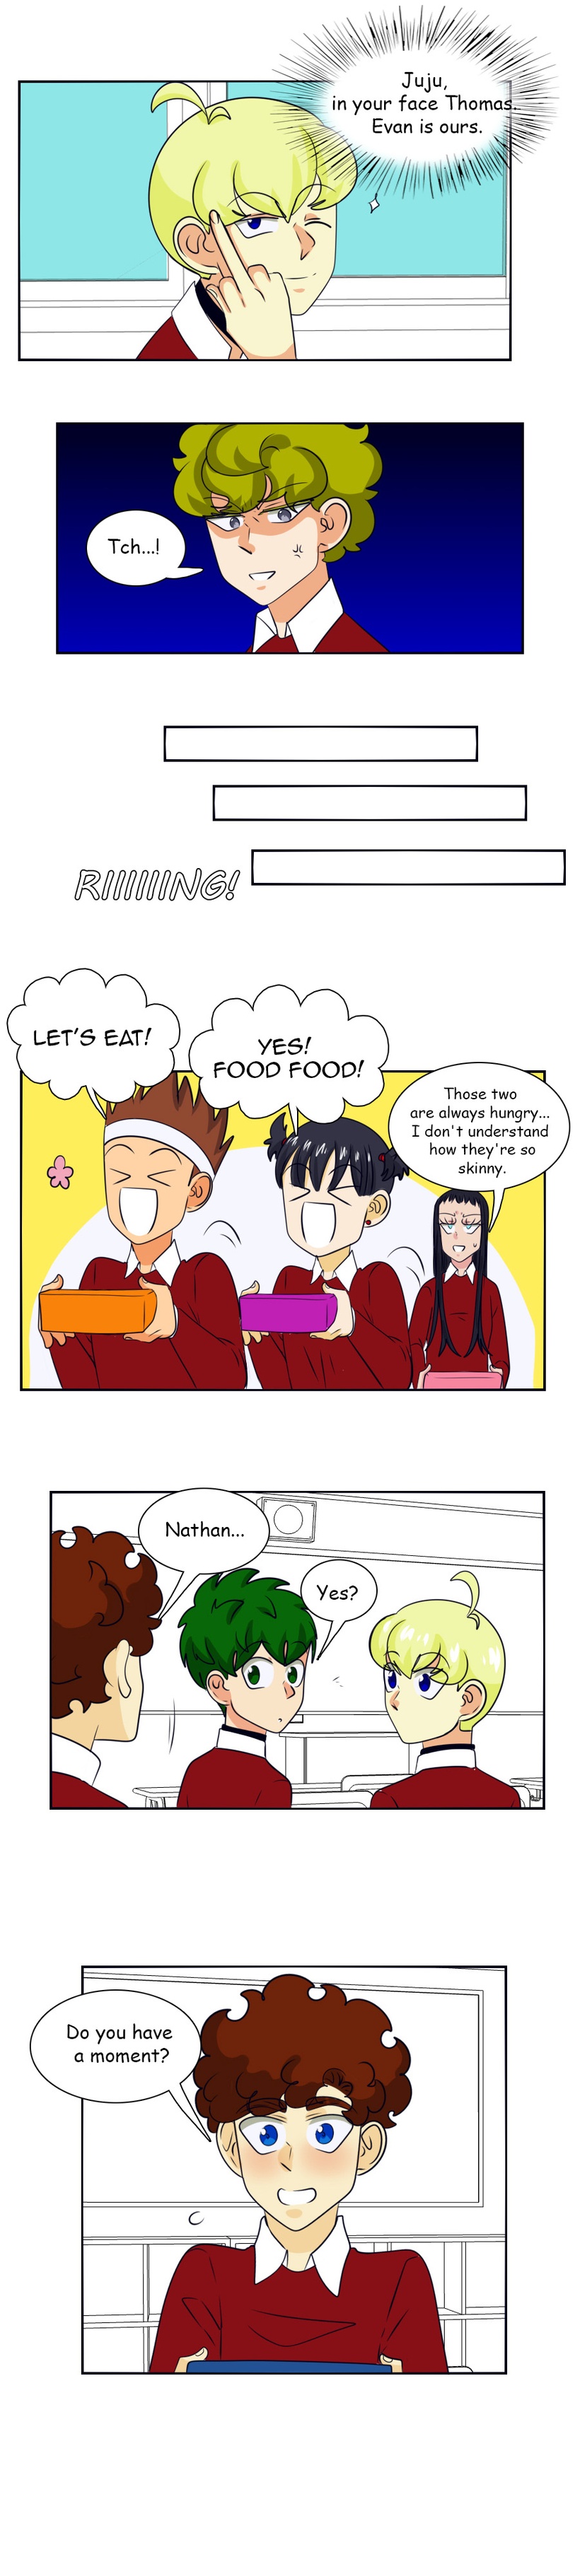 Juju,
in your face Thomas.
Evan is ours.
Tch...!
RIIIIIIING!
LET'S EAT!
YES!
FOOD FOOD!
Those two
are always hungry...
I don't understand
how they're so
skinny.
Nathan...
Yes?
Do you have
a moment?